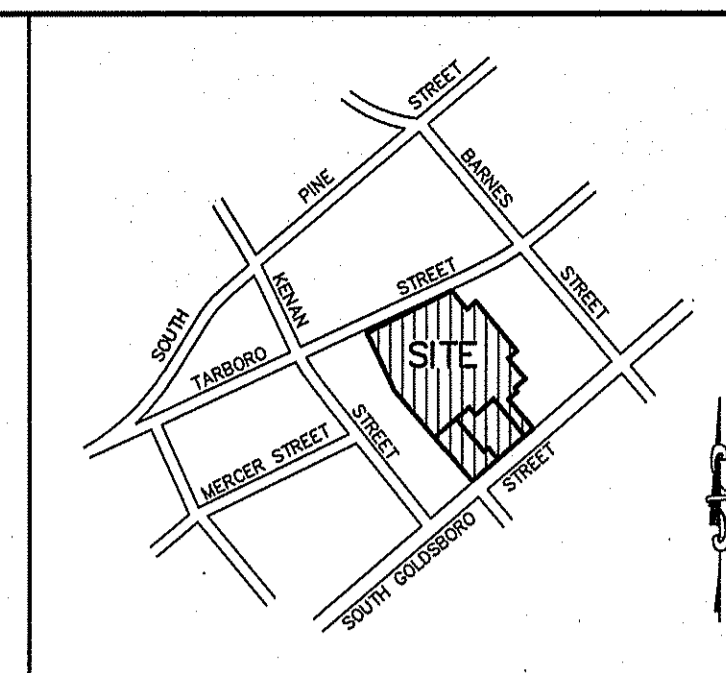 SOUTH PINE STREET
BARNES STREET
KENAN STREET
TARBORO STREET
SITE
MERCER STREET
SOUTH GOLDSBORO STREET